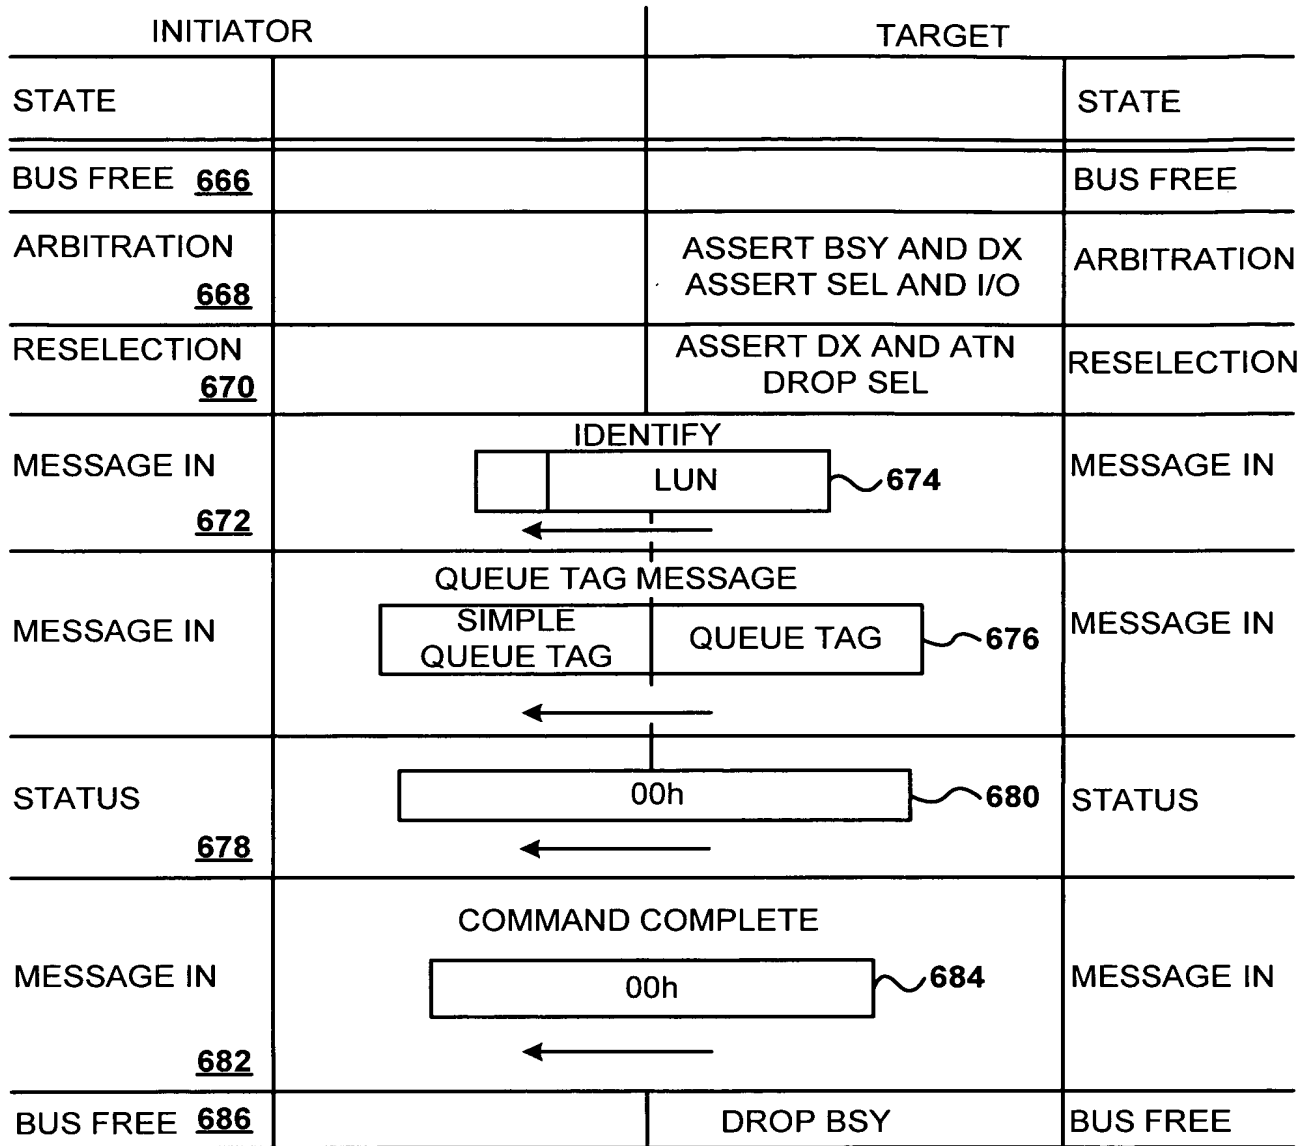 INITIATOR
TARGET
STATE
STATE
BUS FREE 666
BUS FREE
ARBITRATION
668
ASSERT BSY AND DX
ASSERT SEL AND I/O
ARBITRATION
RESELECTION
670
ASSERT DX AND ATN
DROP SEL
RESELECTION
MESSAGE IN
672
IDENTIFY
LUN
674
MESSAGE IN
MESSAGE IN
QUEUE TAG MESSAGE
SIMPLE
QUEUE TAG
QUEUE TAG
676
MESSAGE IN
STATUS
678
00h
680
STATUS
MESSAGE IN
682
COMMAND COMPLETE
00h
684
MESSAGE IN
BUS FREE 686
DROP BSY
BUS FREE